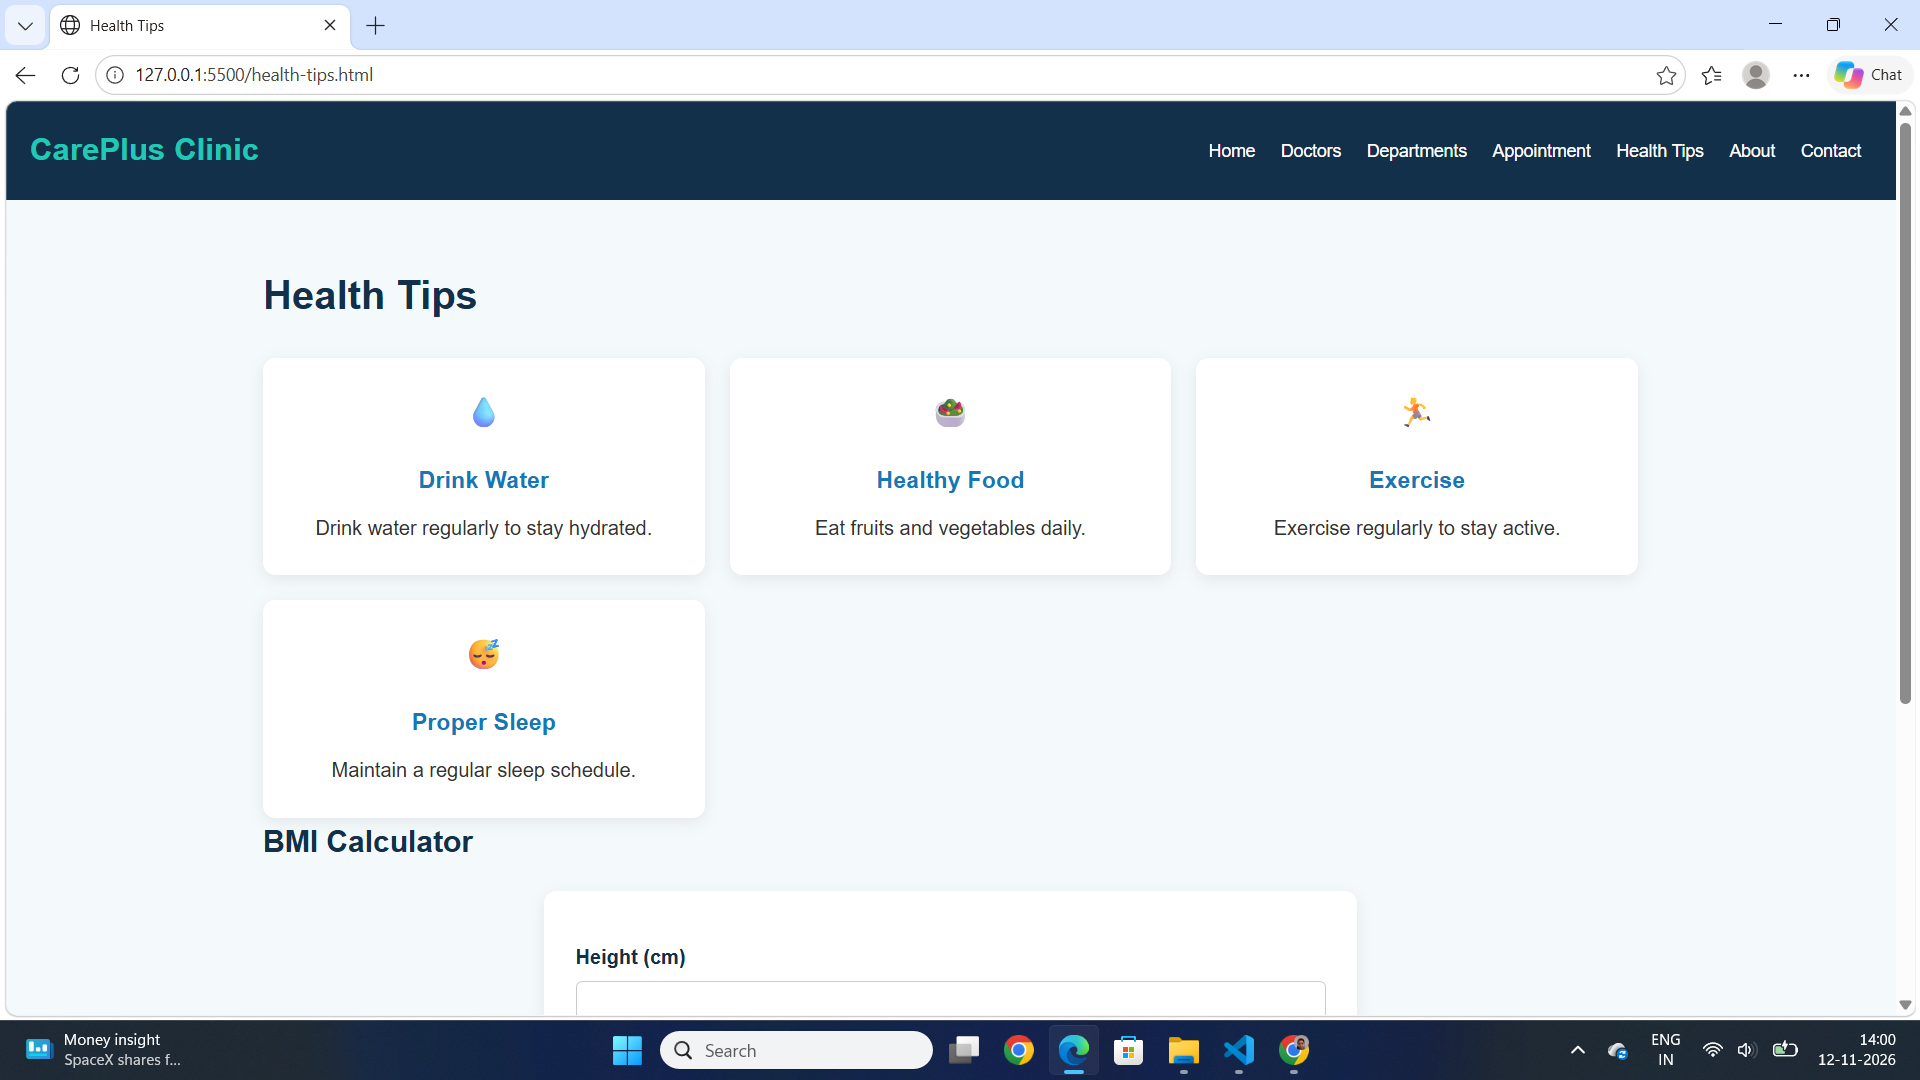 Health Tips
127.0.0.1:5500/health-tips.html
Chat
CarePlus Clinic
Home Doctors Departments Appointment Health Tips About Contact
Health Tips
Drink Water
Drink water regularly to stay hydrated.
Healthy Food
Eat fruits and vegetables daily.
Exercise
Exercise regularly to stay active.
Proper Sleep
Maintain a regular sleep schedule.
BMI Calculator
Height (cm)
Money insight
SpaceX shares f...
Search
ENG
IN
14:00
12-11-2026